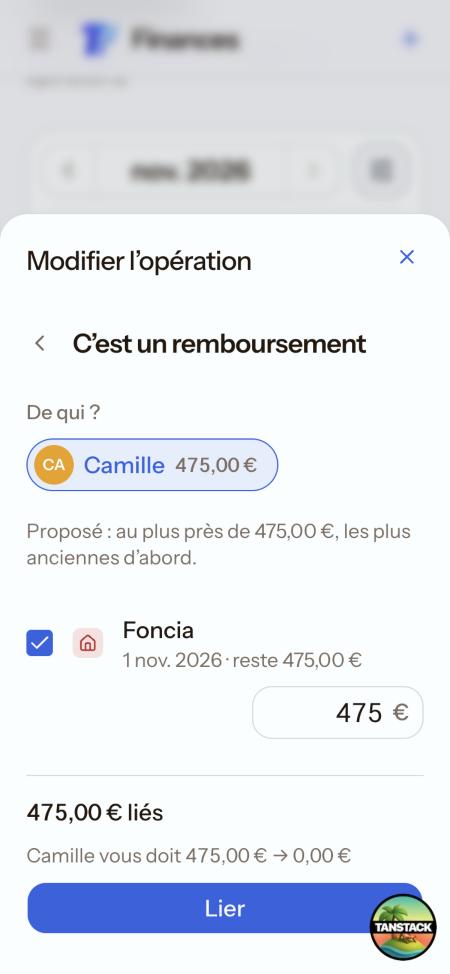 Finances
nov. 2026
Modifier l’opération
C’est un remboursement
De qui ?
CA Camille 475,00 €
Proposé : au plus près de 475,00 €, les plus
anciennes d’abord.
Foncia
1 nov. 2026 · reste 475,00 €
475 €
475,00 € liés
Camille vous doit 475,00 € → 0,00 €
Lier
TANSTACK